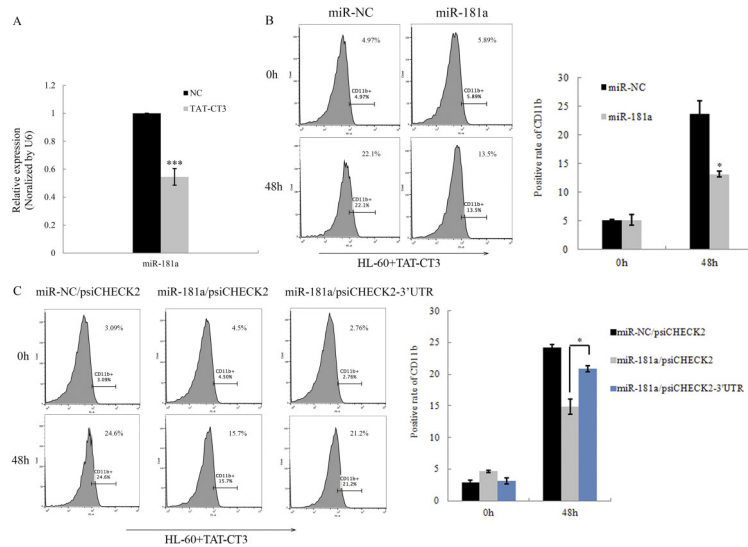 A
NC
TAT-CT3
Relative expression
(Noralized by U6)
1.2
1
0.8
0.6
0.4
0.2
0
***
miR-181a
B
miR-NC
miR-181a
0h
4.97%
CD11b+
4.97%
5.89%
CD11b+
5.89%
48h
22.1%
CD11b+
22.1%
13.5%
CD11b+
13.5%
HL-60+TAT-CT3
Positive rate of CD11b
30
25
20
15
10
5
0
miR-NC
miR-181a
*
0h
48h
C
miR-NC/psiCHECK2
miR-181a/psiCHECK2
miR-181a/psiCHECK2-3'UTR
0h
3.09%
CD11b+
3.09%
4.5%
CD11b+
4.50%
2.76%
CD11b+
2.76%
48h
24.6%
CD11b+
24.6%
15.7%
CD11b+
15.7%
21.2%
CD11b+
21.2%
HL-60+TAT-CT3
Positive rate of CD11b
30
25
20
15
10
5
0
miR-NC/psiCHECK2
miR-181a/psiCHECK2
miR-181a/psiCHECK2-3'UTR
*
0h
48h